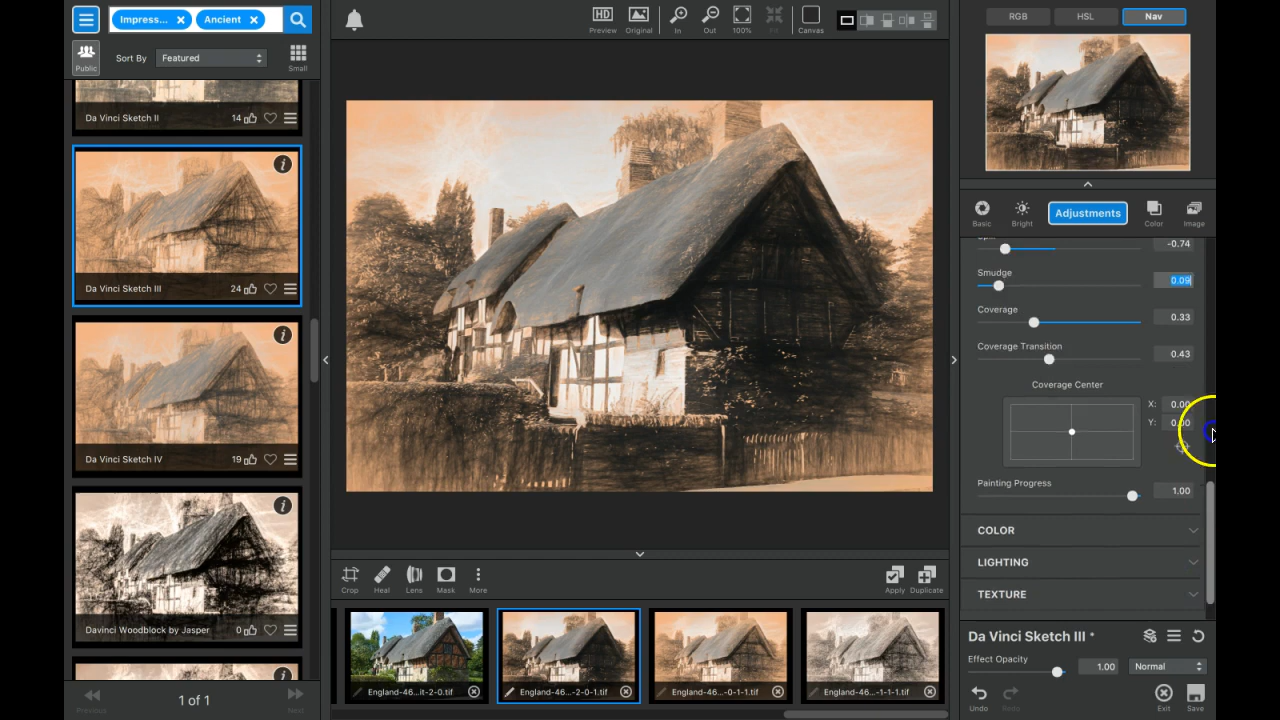 Impress...
Ancient
Public
Sort By
Featured
Small
Da Vinci Sketch II
14
Da Vinci Sketch III
24
Da Vinci Sketch IV
19
Davinci Woodblock by Jasper
0
Previous
1 of 1
Next
HD
Preview
Original
In
Out
100%
Canvas
Crop
Heal
Lens
Mask
More
Apply
Duplicate
England-46...it-2-0.tif
England-46...-2-0-1.tif
England-46...-0-1-1.tif
England-46...-1-1-1.tif
RGB
HSL
Nav
Basic
Bright
Adjustments
Color
Image
-0.74
Smudge
0.09
Coverage
0.33
Coverage Transition
0.43
Coverage Center
X: 0.00
Y: 0.00
Painting Progress
1.00
COLOR
LIGHTING
TEXTURE
Da Vinci Sketch III *
Effect Opacity
1.00
Normal
Undo
Redo
Exit
Save